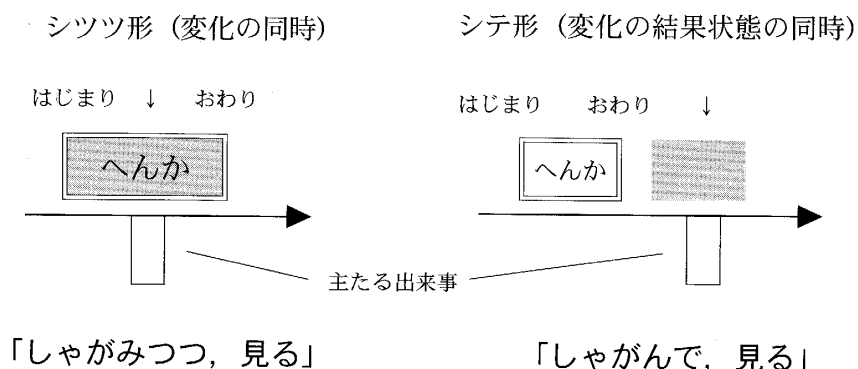 シツツ形（変化の同時）
はじまり ↓ おわり
へんか
シテ形（変化の結果状態の同時）
はじまり おわり ↓
へんか
主たる出来事
「しゃがみつつ，見る」
「しゃがんで，見る」